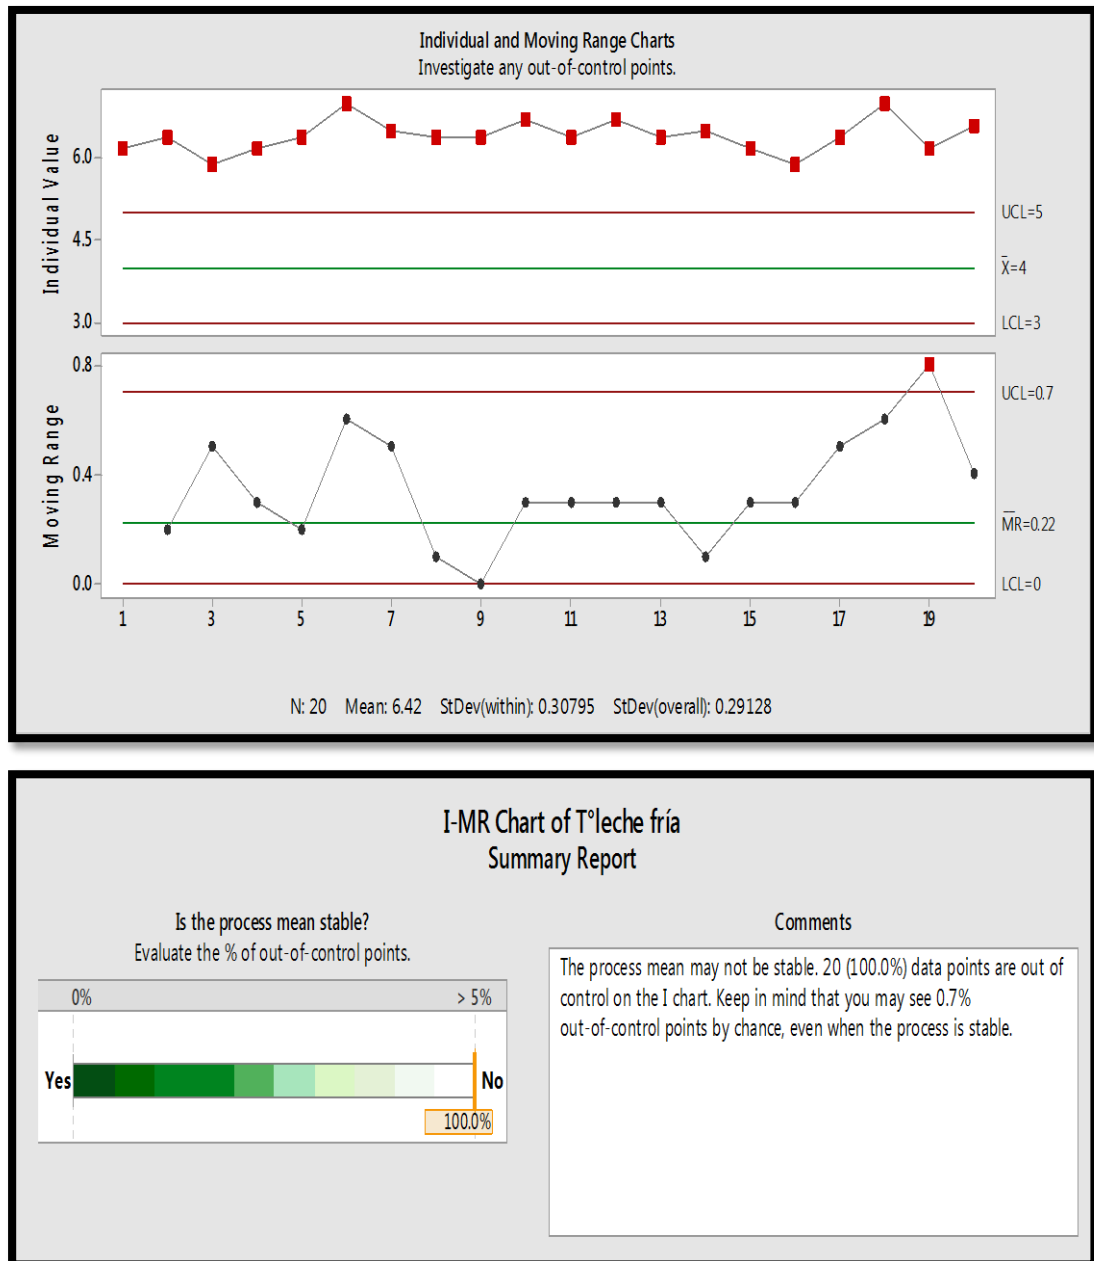 Individual and Moving Range Charts
Investigate any out-of-control points.
Individual Value
6.0
4.5
3.0
UCL=5
X̄=4
LCL=3
Moving Range
0.8
0.4
0.0
UCL=0.7
M̄R̄=0.22
LCL=0
1 3 5 7 9 11 13 15 17 19
N: 20 Mean: 6.42 StDev(within): 0.30795 StDev(overall): 0.29128
I-MR Chart of T°leche fría
Summary Report
Is the process mean stable?
Evaluate the % of out-of-control points.
0% > 5%
Yes No
100.0%
Comments
The process mean may not be stable. 20 (100.0%) data points are out of
control on the I chart. Keep in mind that you may see 0.7%
out-of-control points by chance, even when the process is stable.